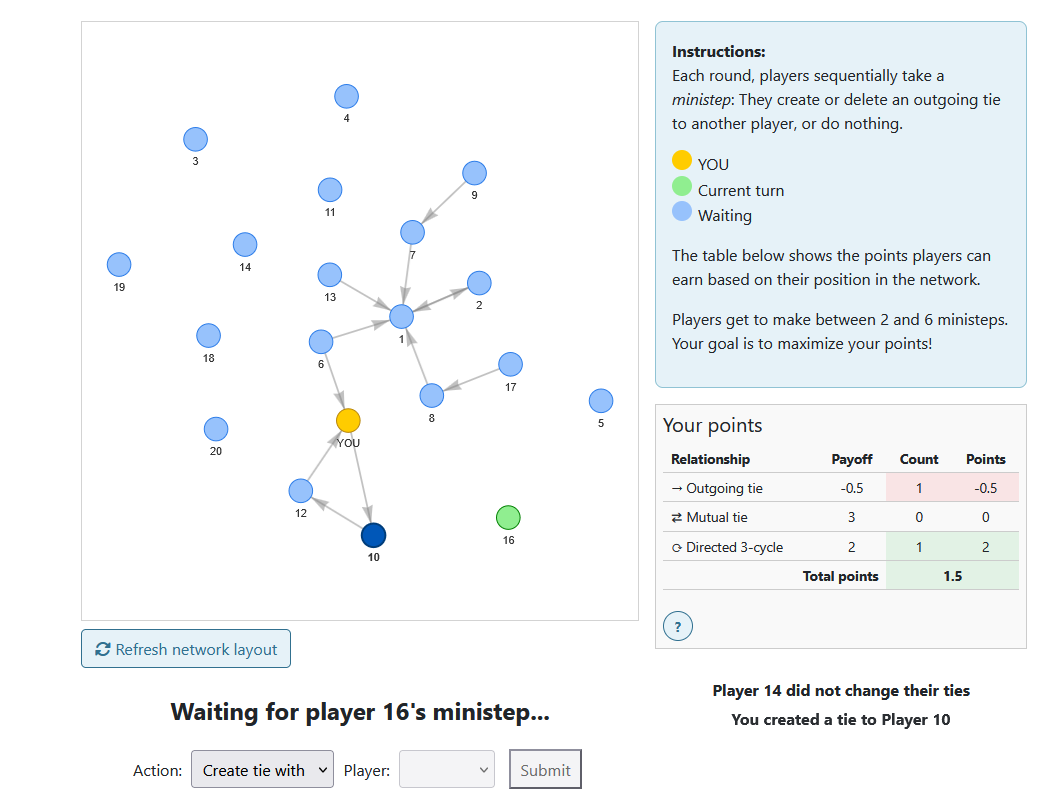 4
3
9
11
7
14
19
13
2
1
18
6
17
8
5
YOU
20
12
16
10
Refresh network layout
Waiting for player 16's ministep...
Action: Create tie with Player: Submit
Instructions:
Each round, players sequentially take a
ministep: They create or delete an outgoing tie
to another player, or do nothing.
YOU
Current turn
Waiting
The table below shows the points players can
earn based on their position in the network.
Players get to make between 2 and 6 ministeps.
Your goal is to maximize your points!
Your points
Relationship Payoff Count Points
→ Outgoing tie -0.5 1 -0.5
⇄ Mutual tie 3 0 0
⟳ Directed 3-cycle 2 1 2
Total points 1.5
?
Player 14 did not change their ties
You created a tie to Player 10